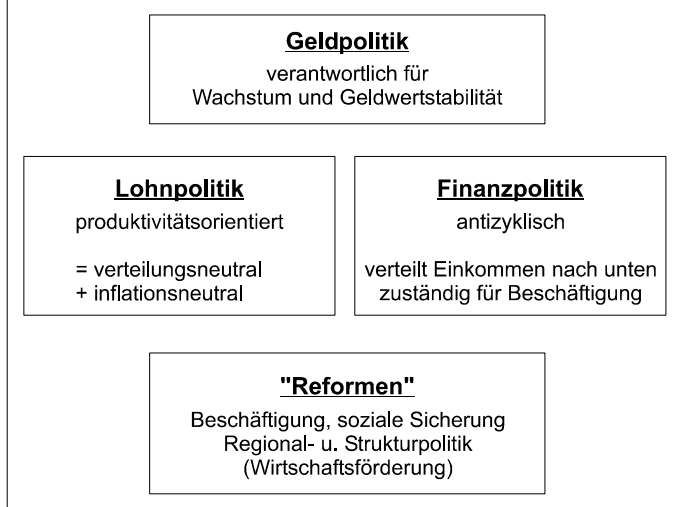 Geldpolitik
verantwortlich für
Wachstum und Geldwertstabilität
Lohnpolitik
produktivitätsorientiert
= verteilungsneutral
+ inflationsneutral
Finanzpolitik
antizyklisch
verteilt Einkommen nach unten
zuständig für Beschäftigung
"Reformen"
Beschäftigung, soziale Sicherung
Regional- u. Strukturpolitik
(Wirtschaftsförderung)